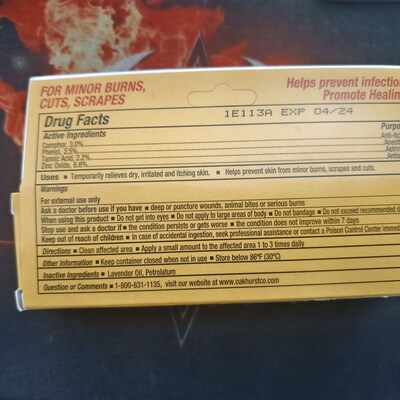 FOR MINOR BURNS,
CUTS, SCRAPES
Helps prevent infection
Promote Healin
1E113A EXP 04/24
Drug Facts
Active Ingredients
Purpo
Camphor, 3.0%
Anti-Itc
Phenol, 2.5%
Anest
Tannic Acid, 2.2%
Astrin
Zinc Oxide, 6.6%
Astrin
Uses ■ Temporarily relieves dry, irritated and itching skin. ■ Helps prevent skin from minor burns, scrapes and cuts.
Warnings
For external use only
Ask a doctor before use if you have ■ deep or puncture wounds, animal bites or serious burns
When using this product ■ Do not get into eyes ■ Do not apply to large areas of body ■ Do not bandage ■ Do not exceed recommended d
Stop use and ask a doctor if ■ the condition persists or gets worse ■ the condition does not improve within 7 days
Keep out of reach of children ■ In case of accidental ingestion, seek professional assistance or contact a Poison Control Center immed
Directions ■ Clean affected area ■ Apply a small amount to the affected area 1 to 3 times daily
Other Information ■ Keep container closed when not in use ■ Store below 86°F (30°C)
Inactive Ingredients ■ Lavender Oil, Petrolatum
Question or Comments ■ 1-800-831-1135, visit our website at www.oakhurstco.com